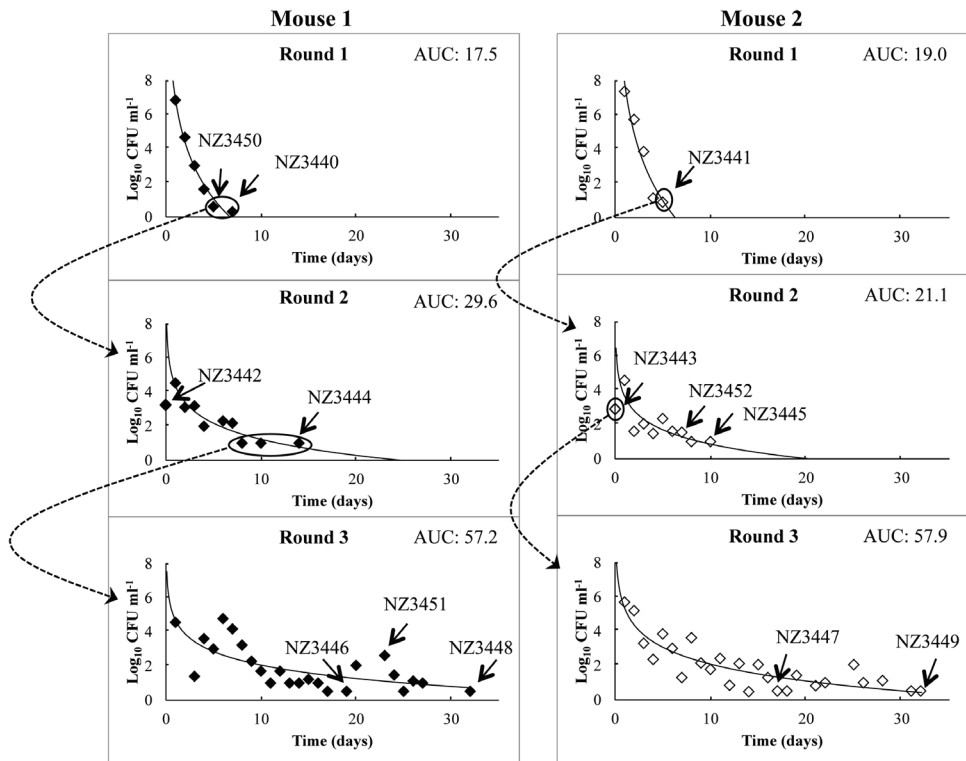 Mouse 1
Mouse 2
Round 1 AUC: 17.5
Log10 CFU ml-1
8
6
4
2
0
NZ3450
NZ3440
0 10 20 30
Time (days)
Round 1 AUC: 19.0
Log10 CFU ml-1
8
6
4
2
0
NZ3441
0 10 20 30
Time (days)
Round 2 AUC: 29.6
Log10 CFU ml-1
8
6
4
2
0
NZ3442
NZ3444
0 10 20 30
Time (days)
Round 2 AUC: 21.1
Log10 CFU ml-1
8
6
4
2
0
NZ3443
NZ3452
NZ3445
0 10 20 30
Time (days)
Round 3 AUC: 57.2
Log10 CFU ml-1
8
6
4
2
0
NZ3446
NZ3451
NZ3448
0 10 20 30
Time (days)
Round 3 AUC: 57.9
Log10 CFU ml-1
8
6
4
2
0
NZ3447
NZ3449
0 10 20 30
Time (days)